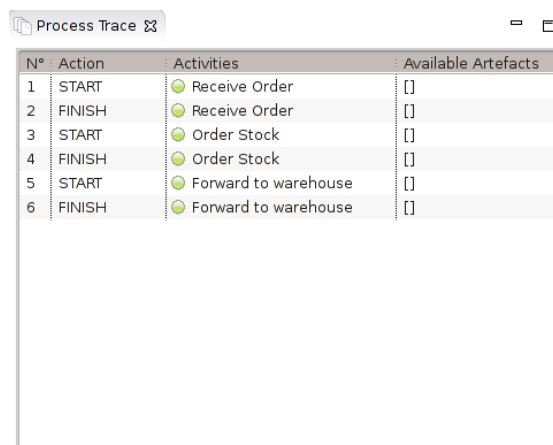 Process Trace
N° Action Activities Available Artefacts
1 START Receive Order []
2 FINISH Receive Order []
3 START Order Stock []
4 FINISH Order Stock []
5 START Forward to warehouse []
6 FINISH Forward to warehouse []